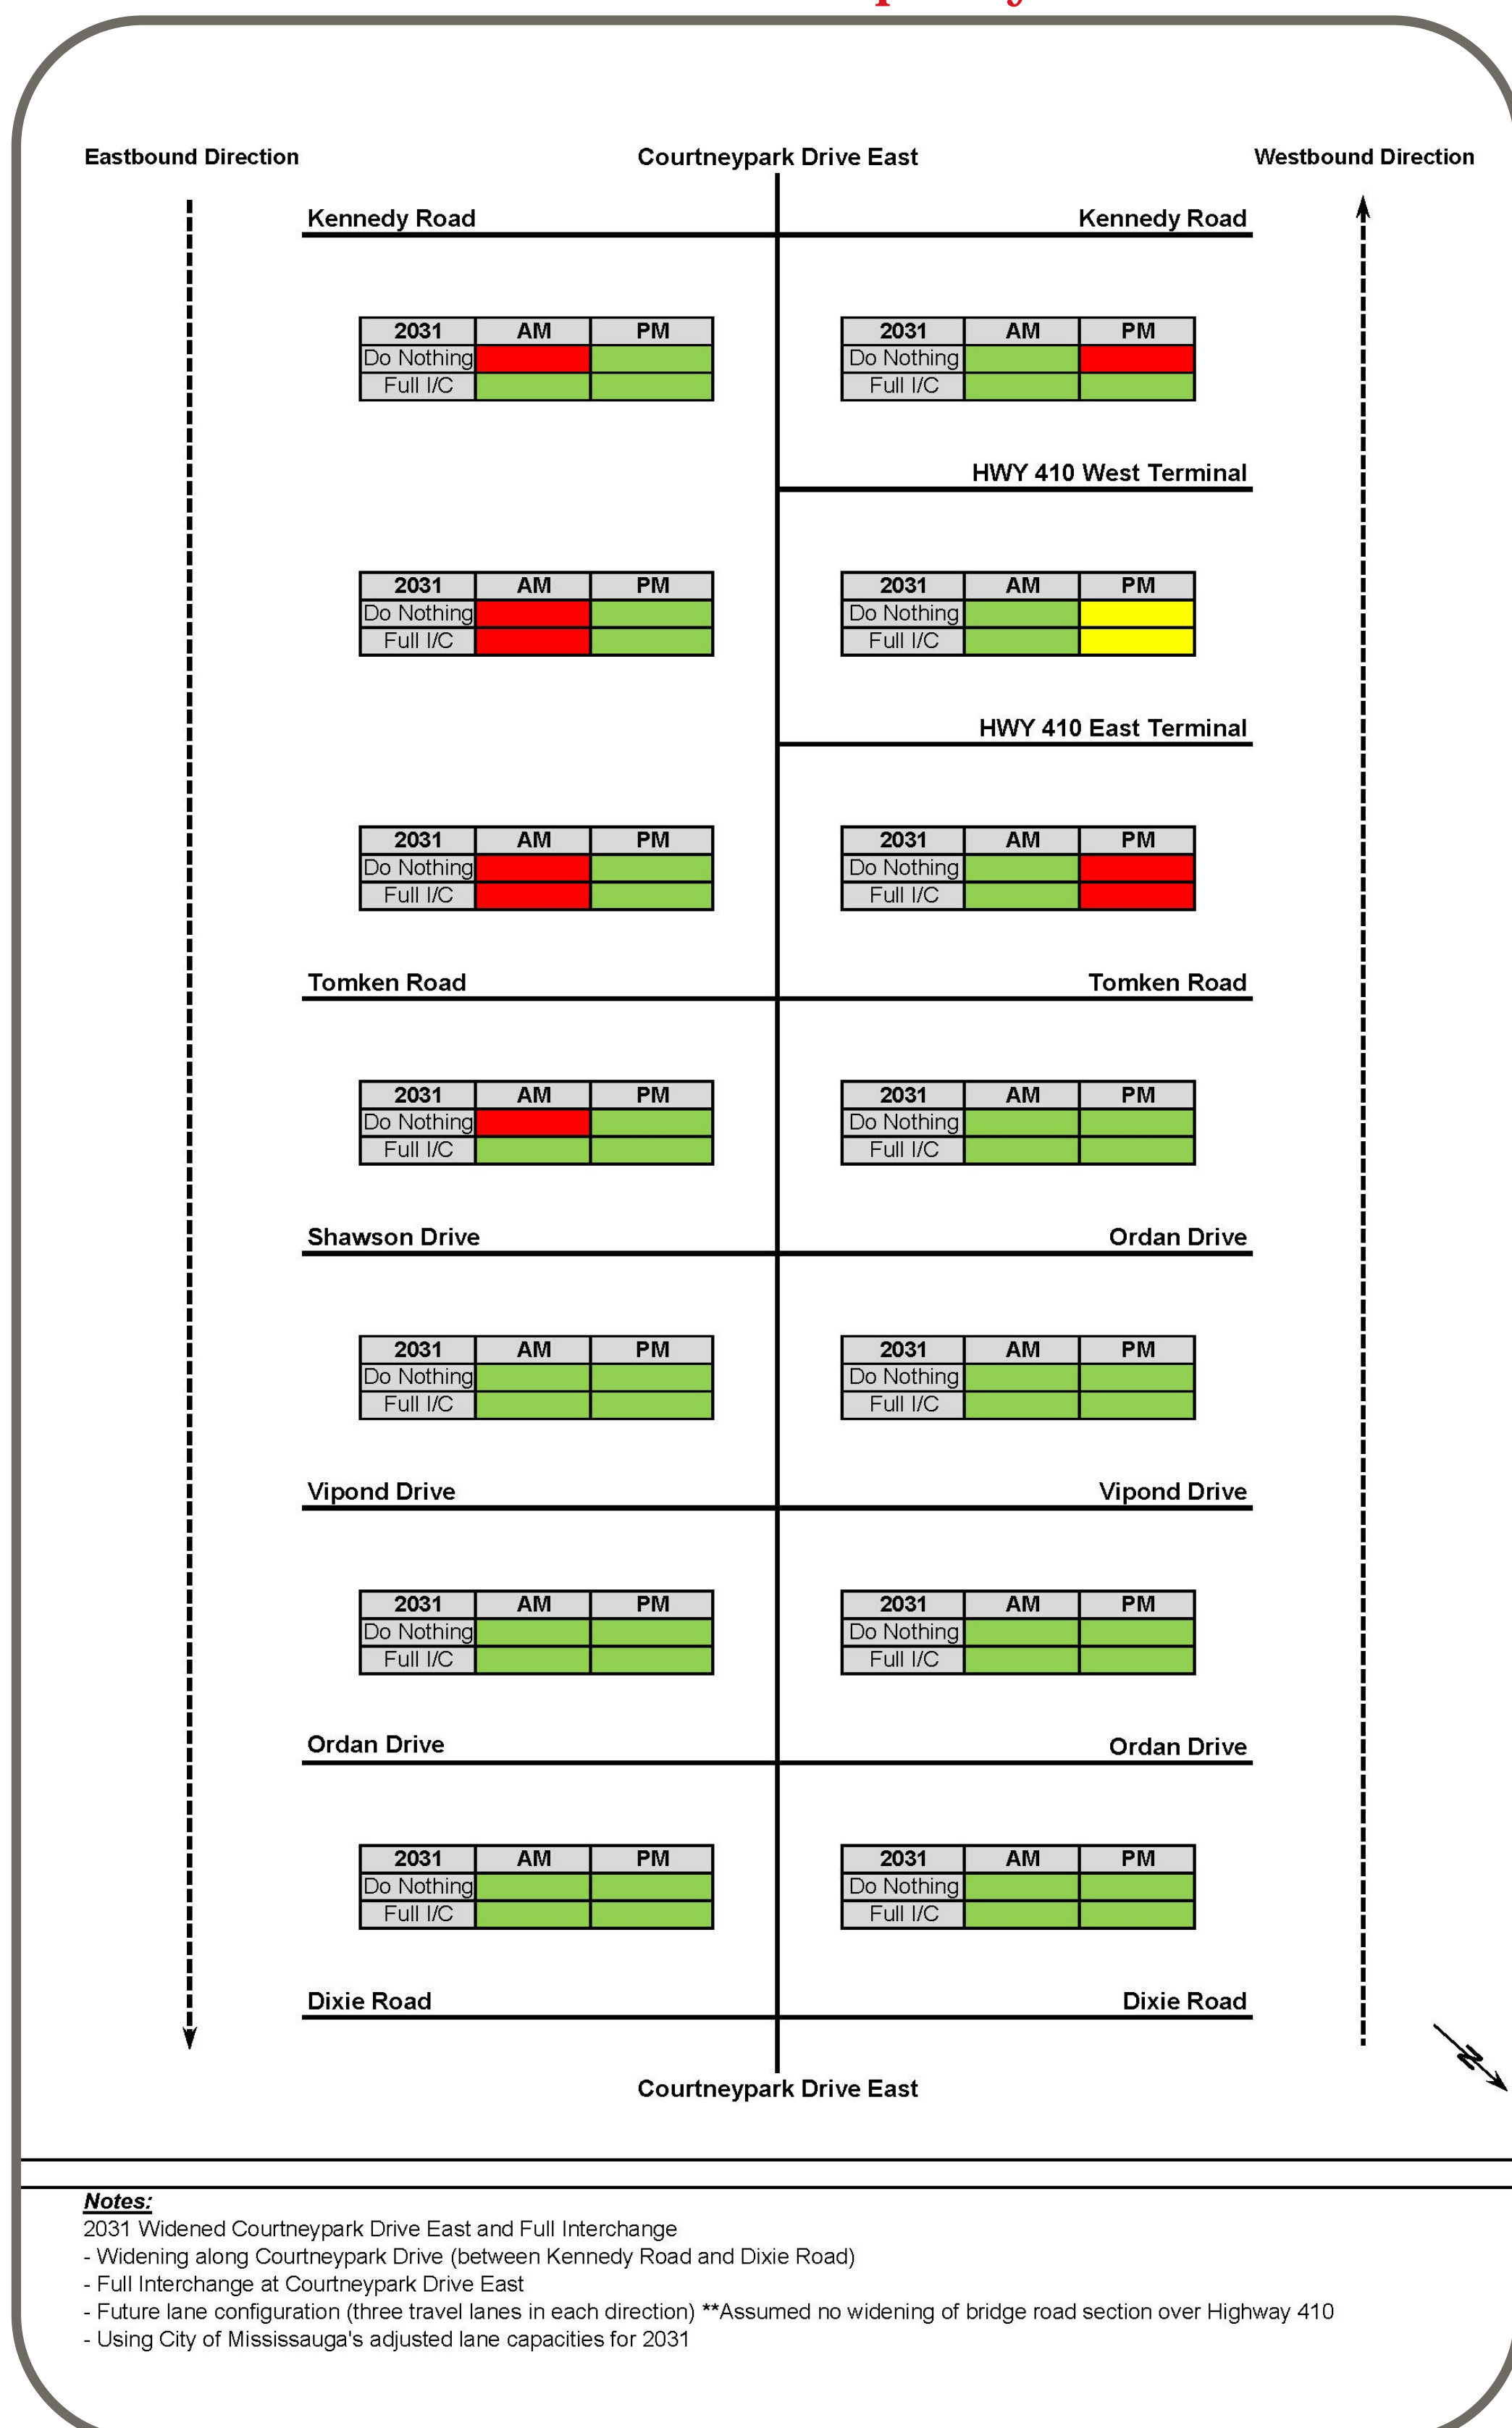 Eastbound Direction
Courtneypark Drive East
Westbound Direction
Kennedy Road
Kennedy Road
2031 AM PM
Do Nothing
Full I/C
2031 AM PM
Do Nothing
Full I/C
HWY 410 West Terminal
2031 AM PM
Do Nothing
Full I/C
2031 AM PM
Do Nothing
Full I/C
HWY 410 East Terminal
2031 AM PM
Do Nothing
Full I/C
2031 AM PM
Do Nothing
Full I/C
Tomken Road
Tomken Road
2031 AM PM
Do Nothing
Full I/C
2031 AM PM
Do Nothing
Full I/C
Shawson Drive
Ordan Drive
2031 AM PM
Do Nothing
Full I/C
2031 AM PM
Do Nothing
Full I/C
Vipond Drive
Vipond Drive
2031 AM PM
Do Nothing
Full I/C
2031 AM PM
Do Nothing
Full I/C
Ordan Drive
Ordan Drive
2031 AM PM
Do Nothing
Full I/C
2031 AM PM
Do Nothing
Full I/C
Dixie Road
Dixie Road
N
Courtneypark Drive East
Notes:
2031 Widened Courtneypark Drive East and Full Interchange
- Widening along Courtneypark Drive (between Kennedy Road and Dixie Road)
- Full Interchange at Courtneypark Drive East
- Future lane configuration (three travel lanes in each direction) **Assumed no widening of bridge road section over Highway 410
- Using City of Mississauga's adjusted lane capacities for 2031